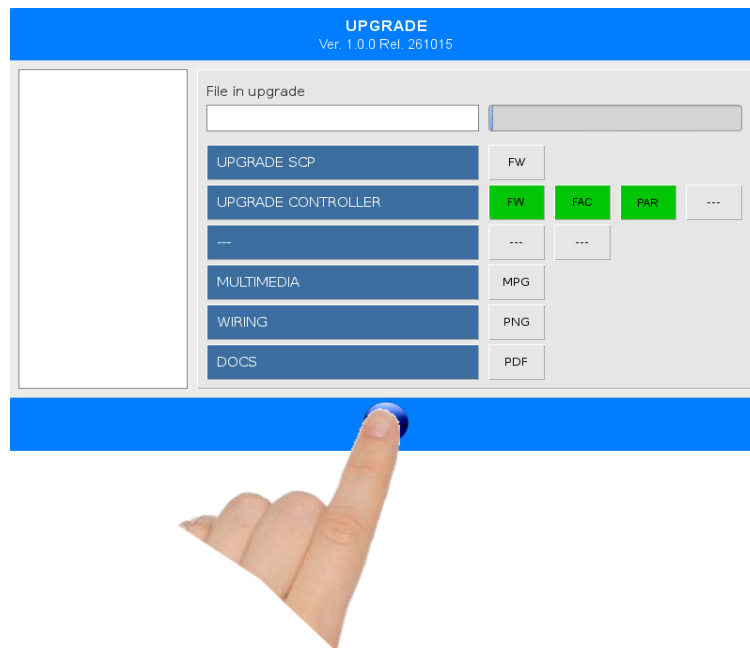 UPGRADE
Ver. 1.0.0 Rel. 261015
File in upgrade
UPGRADE SCP FW
UPGRADE CONTROLLER FW FAC PAR ---
--- --- ---
MULTIMEDIA MPG
WIRING PNG
DOCS PDF